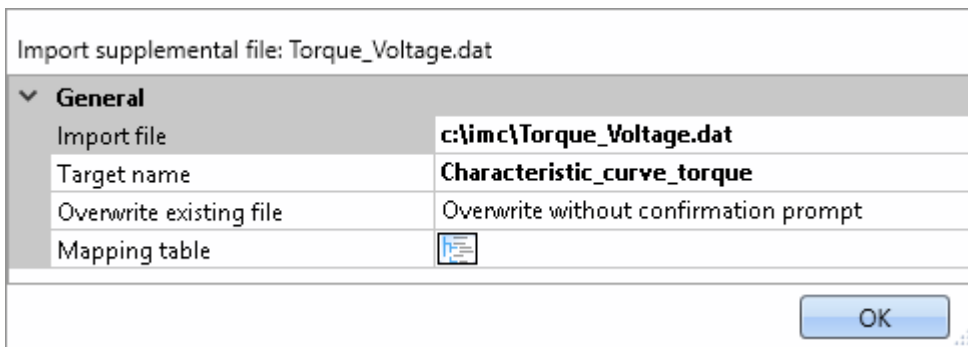 Import supplemental file: Torque_Voltage.dat
General
Import file c:\imc\Torque_Voltage.dat
Target name Characteristic_curve_torque
Overwrite existing file Overwrite without confirmation prompt
Mapping table
OK